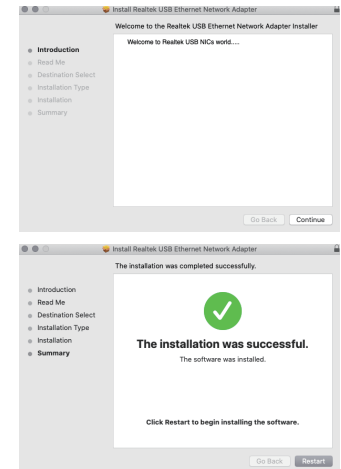 Install Realtek USB Ethernet Network Adapter
Welcome to the Realtek USB Ethernet Network Adapter Installer
Introduction
Read Me
Destination Select
Installation Type
Installation
Summary
Welcome to Realtek USB NICs world.....
Go Back
Continue
Install Realtek USB Ethernet Network Adapter
The installation was completed successfully.
Introduction
Read Me
Destination Select
Installation Type
Installation
Summary
The installation was successful.
The software was installed.
Click Restart to begin installing the software.
Go Back
Restart